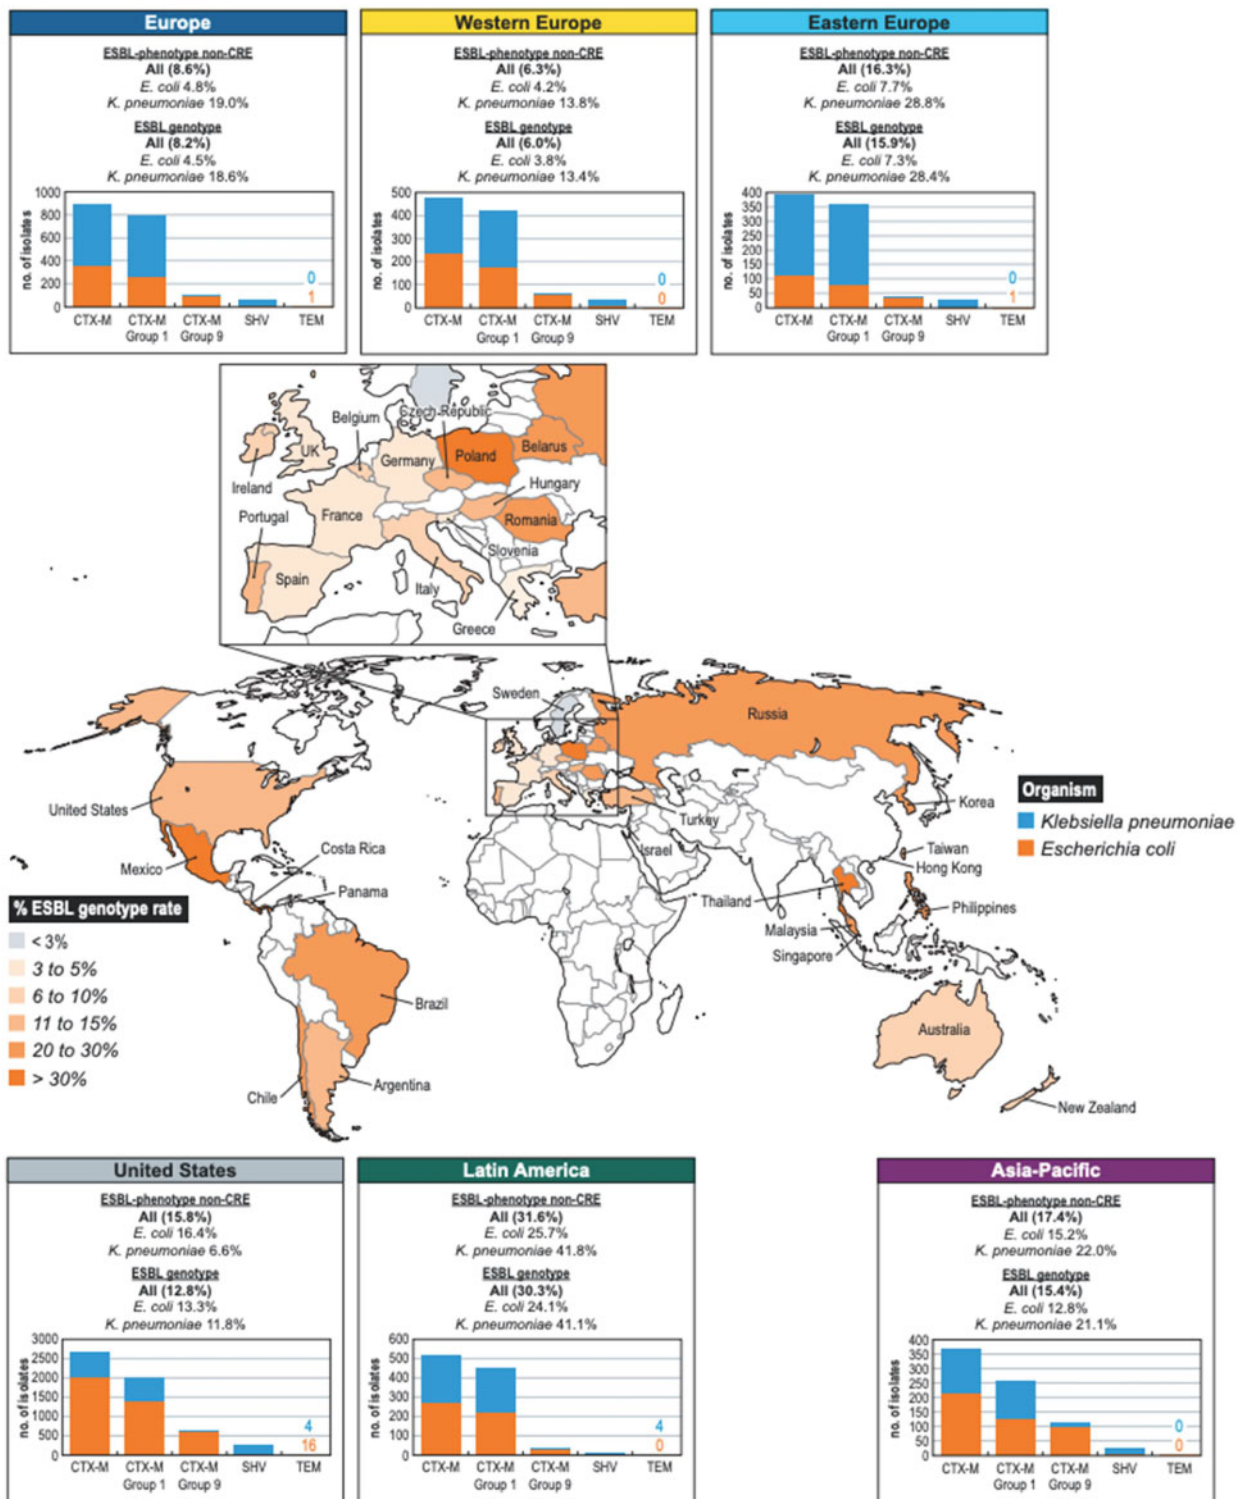 Europe
ESBL-phenotype non-CRE
All (8.6%)
E. coli 4.8%
K. pneumoniae 19.0%
ESBL genotype
All (8.2%)
E. coli 4.5%
K. pneumoniae 18.6%
no. of isolates
1000
800
600
400
200
0
0
1
CTX-M CTX-M CTX-M SHV TEM
Group 1 Group 9
Western Europe
ESBL-phenotype non-CRE
All (6.3%)
E. coli 4.2%
K. pneumoniae 13.8%
ESBL genotype
All (6.0%)
E. coli 3.8%
K. pneumoniae 13.4%
no. of isolates
500
400
300
200
100
0
0
0
CTX-M CTX-M CTX-M SHV TEM
Group 1 Group 9
Eastern Europe
ESBL-phenotype non-CRE
All (16.3%)
E. coli 7.7%
K. pneumoniae 28.8%
ESBL genotype
All (15.9%)
E. coli 7.3%
K. pneumoniae 28.4%
no. of isolates
400
350
300
250
200
150
100
50
0
0
1
CTX-M CTX-M CTX-M SHV TEM
Group 1 Group 9
Belgium
Czech Republic
UK
Germany
Poland
Belarus
Ireland
Hungary
Portugal
France
Romania
Slovenia
Spain
Italy
Greece
Sweden
Russia
United States
Mexico
Costa Rica
Panama
Turkey
Israel
Korea
Taiwan
Hong Kong
Thailand
Philippines
Malaysia
Singapore
Brazil
Australia
Argentina
Chile
New Zealand
Organism
Klebsiella pneumoniae
Escherichia coli
% ESBL genotype rate
< 3%
3 to 5%
6 to 10%
11 to 15%
20 to 30%
> 30%
United States
ESBL-phenotype non-CRE
All (15.8%)
E. coli 16.4%
K. pneumoniae 6.6%
ESBL genotype
All (12.8%)
E. coli 13.3%
K. pneumoniae 11.8%
no. of isolates
3000
2500
2000
1500
1000
500
0
4
16
CTX-M CTX-M CTX-M SHV TEM
Group 1 Group 9
Latin America
ESBL-phenotype non-CRE
All (31.6%)
E. coli 25.7%
K. pneumoniae 41.8%
ESBL genotype
All (30.3%)
E. coli 24.1%
K. pneumoniae 41.1%
no. of isolates
600
500
400
300
200
100
0
4
0
CTX-M CTX-M CTX-M SHV TEM
Group 1 Group 9
Asia-Pacific
ESBL-phenotype non-CRE
All (17.4%)
E. coli 15.2%
K. pneumoniae 22.0%
ESBL genotype
All (15.4%)
E. coli 12.8%
K. pneumoniae 21.1%
no. of isolates
400
350
300
250
200
150
100
50
0
0
0
CTX-M CTX-M CTX-M SHV TEM
Group 1 Group 9